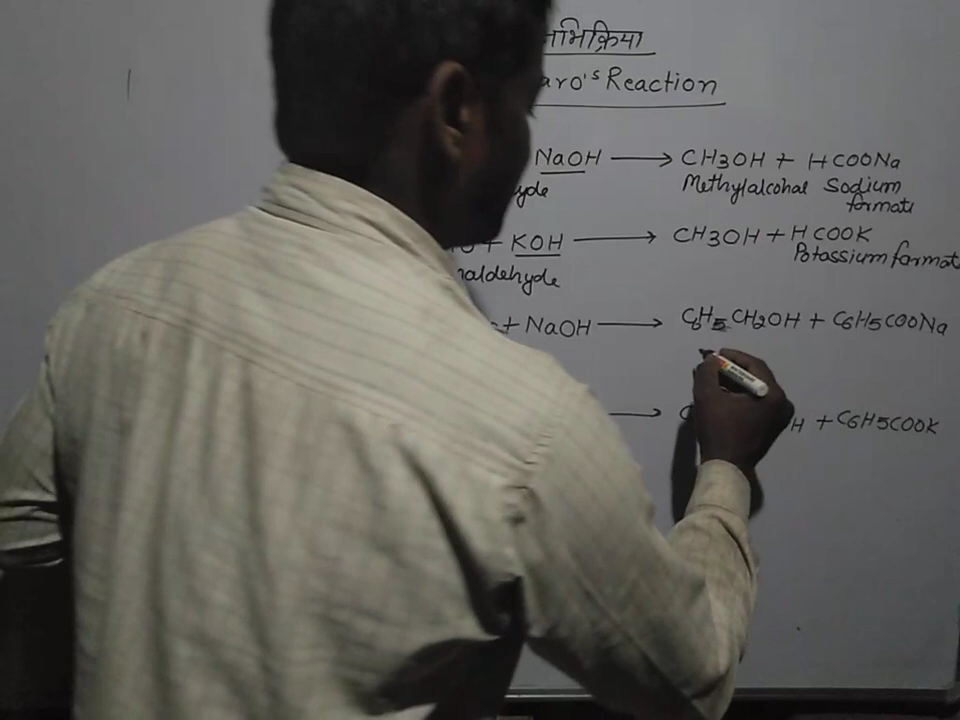 भिक्रिया
aro's Reaction
NaOH ⟶ CH3OH + HCOONa
yde Methylalcohal Sodium
formate
+ KOH ⟶ CH3OH + HCOOK
naldehyde Potassium formate
+ NaOH ⟶ C6H5CH2OH + C6H5COONa
⟶ H + C6H5COOK